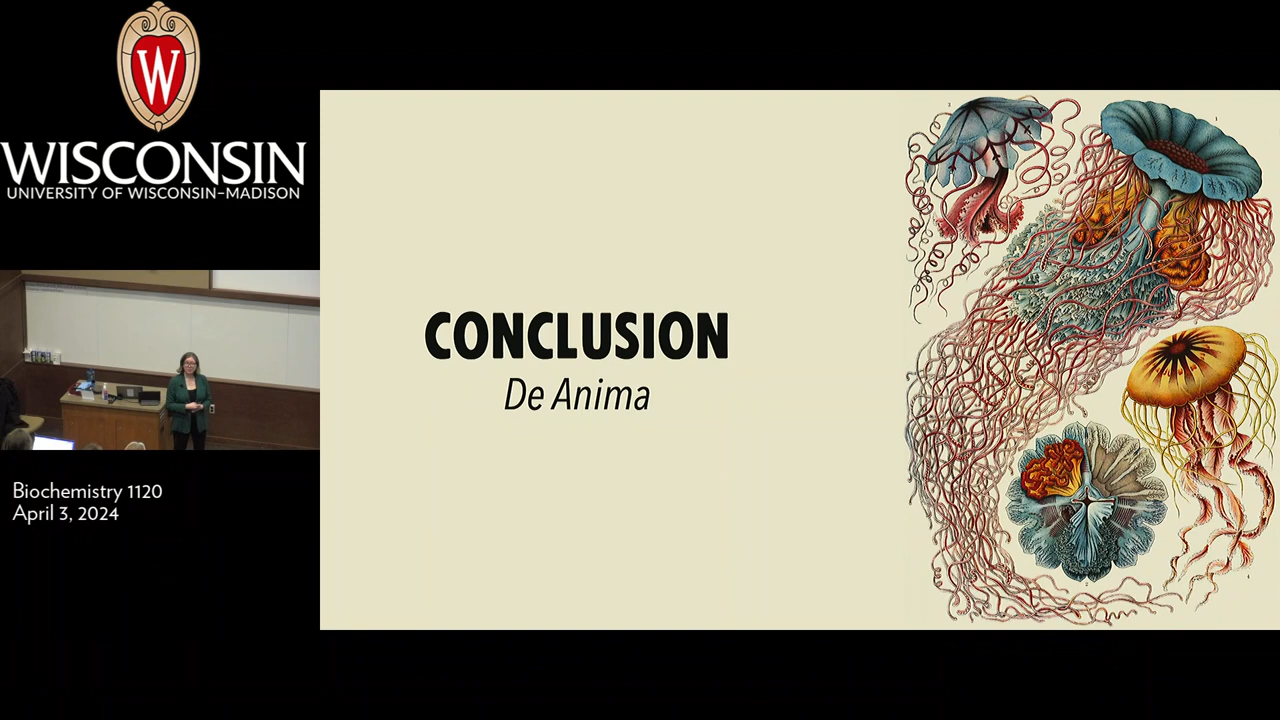 W
WISCONSIN
UNIVERSITY OF WISCONSIN–MADISON
CONCLUSION
De Anima
Biochemistry 1120
April 3, 2024